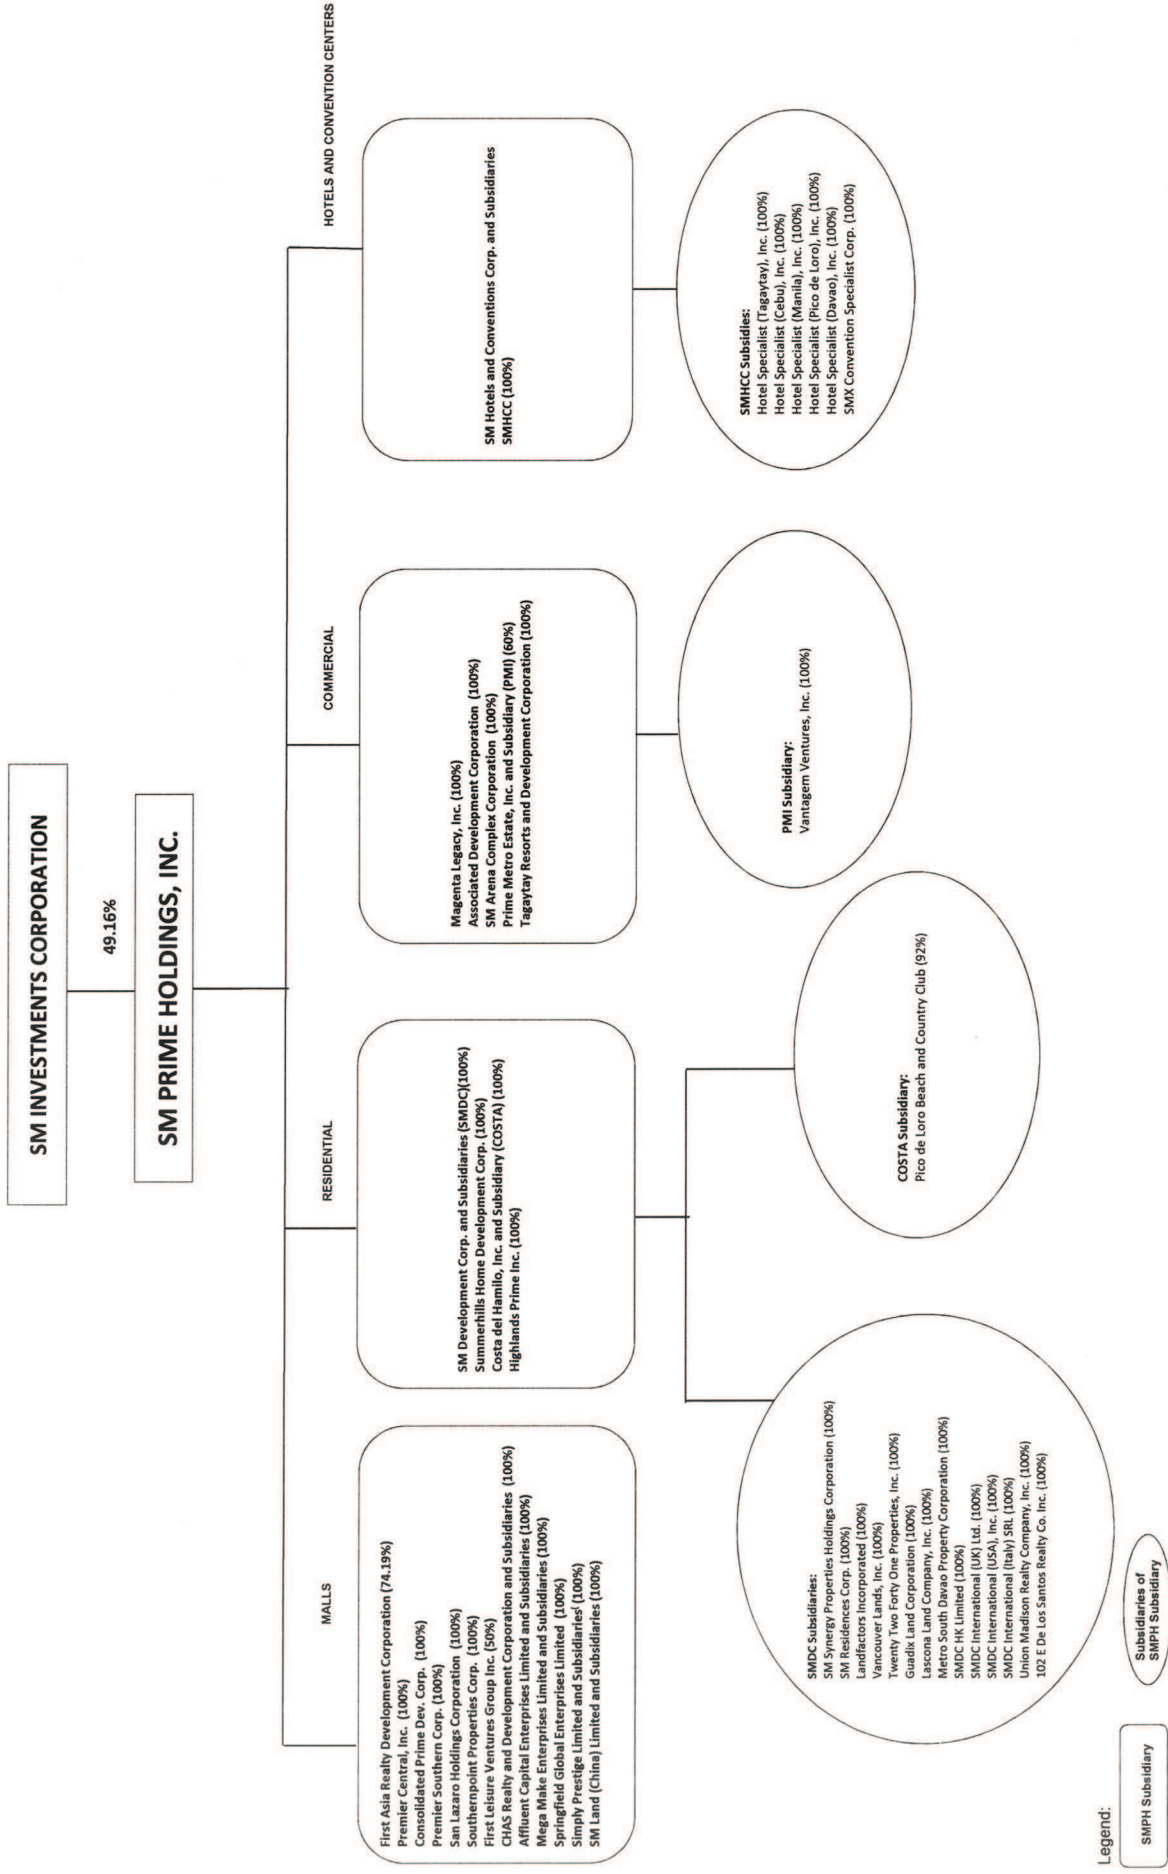 SM INVESTMENTS CORPORATION
49.16%
SM PRIME HOLDINGS, INC.
MALLS
First Asia Realty Development Corporation (74.19%)
Premier Central, Inc. (100%)
Consolidated Prime Dev. Corp. (100%)
Premier Southern Corp. (100%)
San Lazaro Holdings Corporation (100%)
Southernpoint Properties Corp. (100%)
First Leisure Ventures Group Inc. (50%)
CHAS Realty and Development Corporation and Subsidiaries (100%)
Affluent Capital Enterprises Limited and Subsidiaries (100%)
Mega Make Enterprises Limited and Subsidiaries (100%)
Springfield Global Enterprises Limited (100%)
Simply Prestige Limited and Subsidiaries (100%)
SM Land (China) Limited and Subsidiaries (100%)
RESIDENTIAL
SM Development Corp. and Subsidiaries (SMDC)(100%)
Summerhills Home Development Corp. (100%)
Costa del Hamilo, Inc. and Subsidiary (COSTA) (100%)
Highlands Prime Inc. (100%)
COMMERCIAL
Magenta Legacy, Inc. (100%)
Associated Development Corporation (100%)
SM Arena Complex Corporation (100%)
Prime Metro Estate, Inc. and Subsidiary (PMI) (60%)
Tagaytay Resorts and Development Corporation (100%)
HOTELS AND CONVENTION CENTERS
SM Hotels and Conventions Corp. and Subsidiaries
SMHCC (100%)
SMDC Subsidiaries:
SM Synergy Properties Holdings Corporation (100%)
SM Residences Corp. (100%)
Landfactors Incorporated (100%)
Vancouver Lands, Inc. (100%)
Twenty Two Forty One Properties, Inc. (100%)
Guadix Land Corporation (100%)
Lascona Land Company, Inc. (100%)
Metro South Davao Property Corporation (100%)
SMDC HK Limited (100%)
SMDC International (UK) Ltd. (100%)
SMDC International (USA), Inc. (100%)
SMDC International (Italy) SRL (100%)
Union Madison Realty Company, Inc. (100%)
102 E De Los Santos Realty Co. Inc. (100%)
COSTA Subsidiary:
Pico de Loro Beach and Country Club (92%)
PMI Subsidiary:
Vantagem Ventures, Inc. (100%)
SMHCC Subsidies:
Hotel Specialist (Tagaytay), Inc. (100%)
Hotel Specialist (Cebu), Inc. (100%)
Hotel Specialist (Manila), Inc. (100%)
Hotel Specialist (Pico de Loro), Inc. (100%)
Hotel Specialist (Davao), Inc. (100%)
SMX Convention Specialist Corp. (100%)
Legend:
SMPH Subsidiary
Subsidiaries of
SMPH Subsidiary